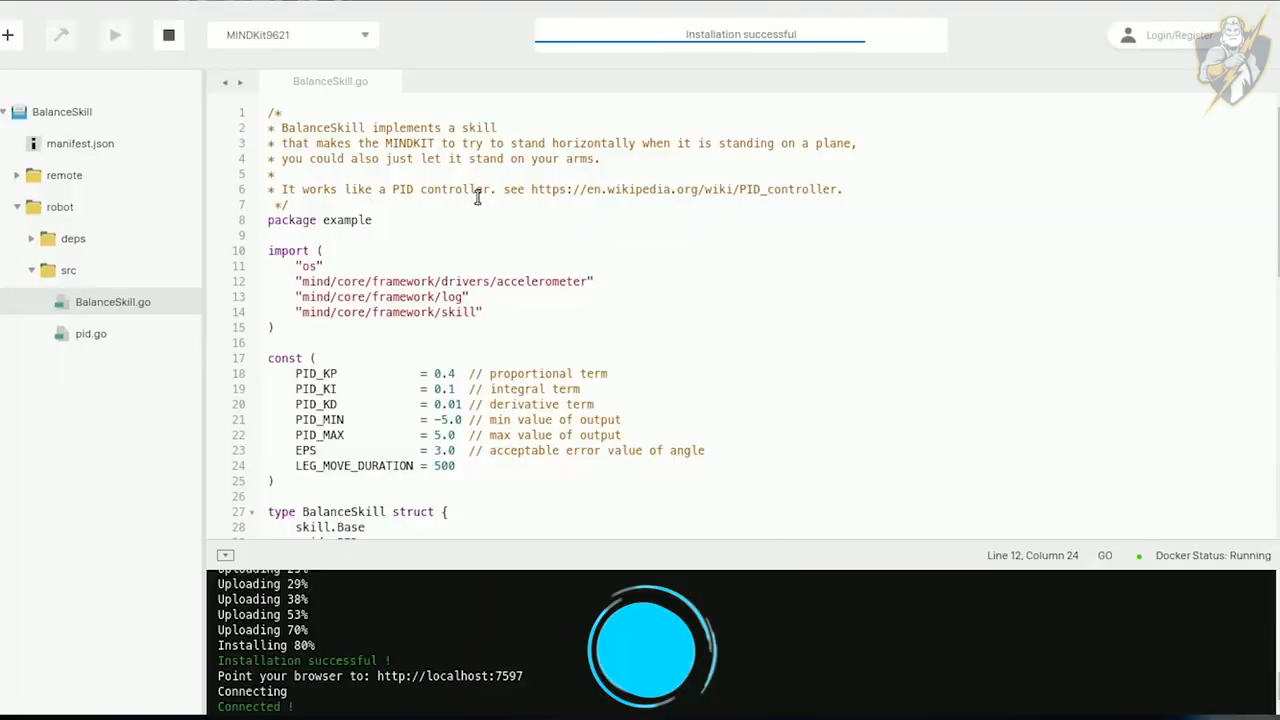 MINDKit9621
Installation successful
Login/Register
BalanceSkill.go
BalanceSkill
manifest.json
remote
robot
deps
src
BalanceSkill.go
pid.go
1 /*
2 * BalanceSkill implements a skill
3 * that makes the MINDKIT to try to stand horizontally when it is standing on a plane,
4 * you could also just let it stand on your arms.
5 *
6 * It works like a PID controller. see https://en.wikipedia.org/wiki/PID_controller.
7 */
8 package example
9
10 import (
11 "os"
12 "mind/core/framework/drivers/accelerometer"
13 "mind/core/framework/log"
14 "mind/core/framework/skill"
15 )
16
17 const (
18 PID_KP = 0.4 // proportional term
19 PID_KI = 0.1 // integral term
20 PID_KD = 0.01 // derivative term
21 PID_MIN = -5.0 // min value of output
22 PID_MAX = 5.0 // max value of output
23 EPS = 3.0 // acceptable error value of angle
24 LEG_MOVE_DURATION = 500
25 )
26
27 type BalanceSkill struct {
28 skill.Base
Line 12, Column 24 GO Docker Status: Running
Uploading 29%
Uploading 38%
Uploading 53%
Uploading 70%
Installing 80%
Installation successful !
Point your browser to: http://localhost:7597
Connecting
Connected !